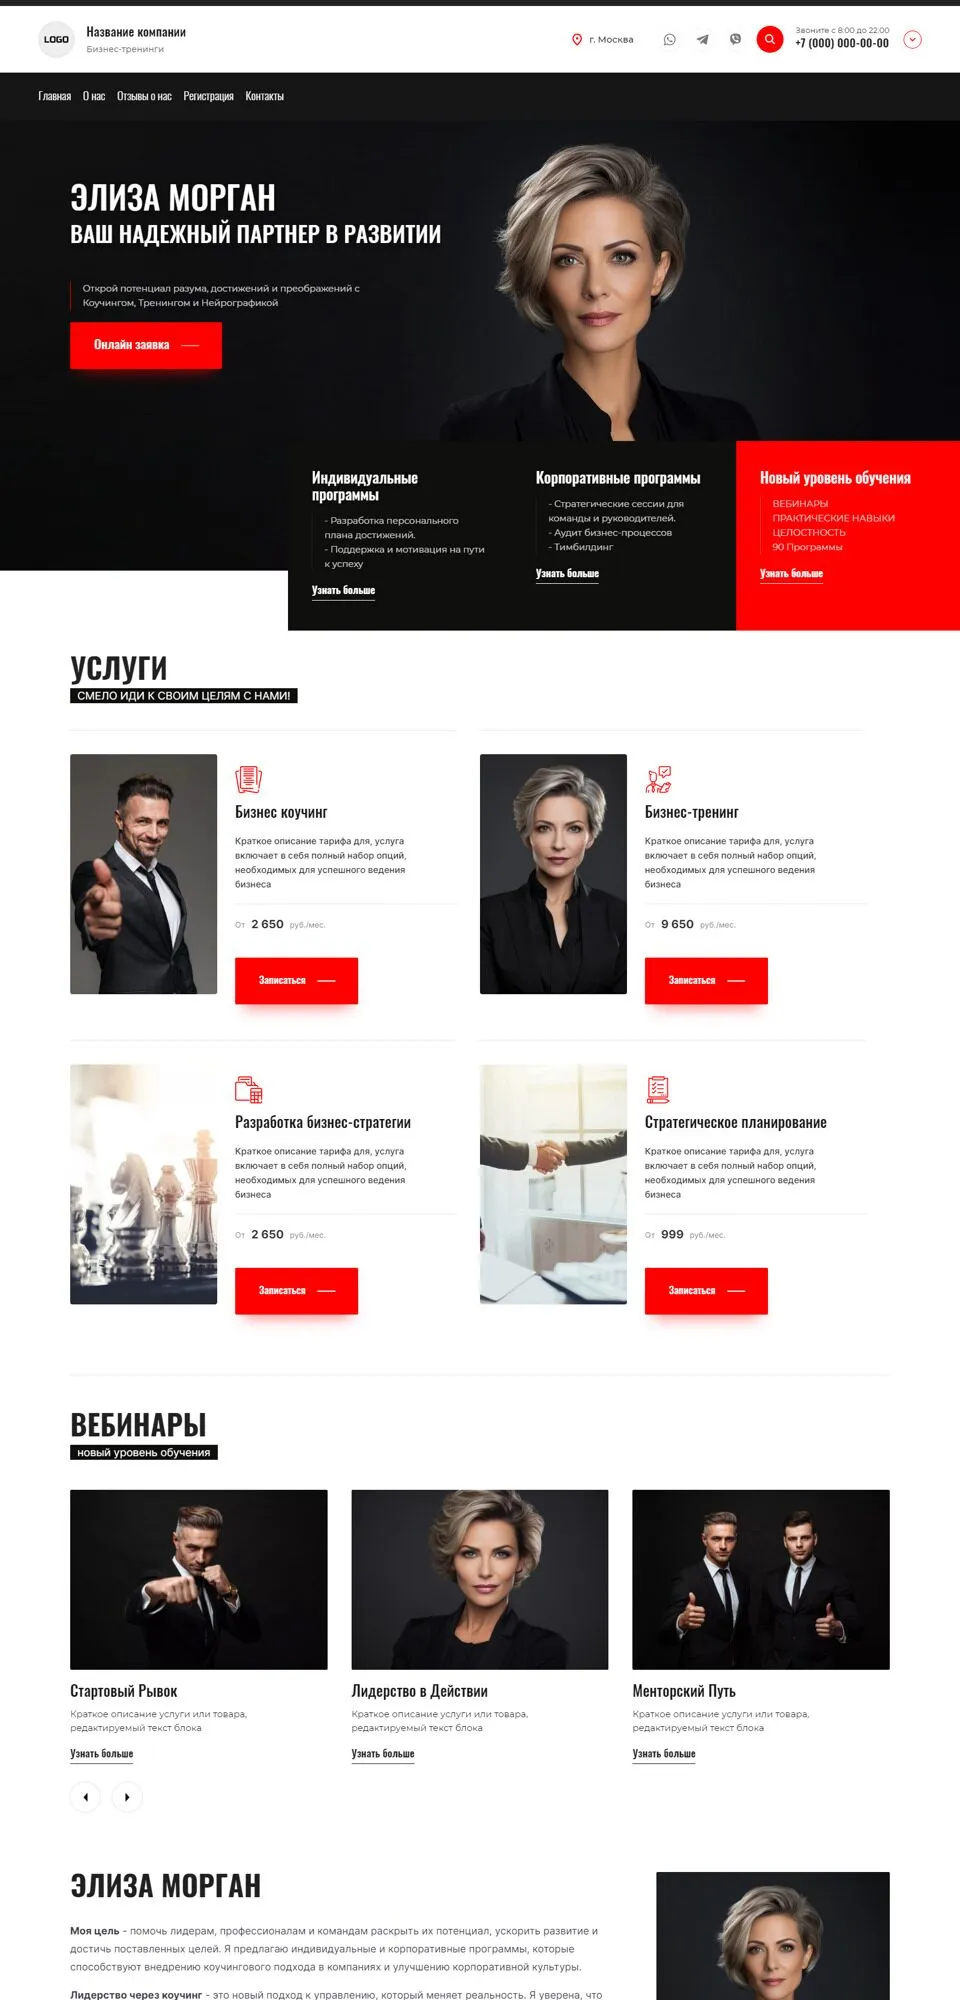 LOGO
Название компании
Бизнес-тренинги
г. Москва
Звоните с 8:00 до 22:00
+7 (000) 000-00-00
Главная О нас Отзывы о нас Регистрация Контакты
ЭЛИЗА МОРГАН
ВАШ НАДЕЖНЫЙ ПАРТНЕР В РАЗВИТИИ
Открой потенциал разума, достижений и преображений с
Коучингом, Тренингом и Нейрографикой
Онлайн заявка
Индивидуальные
программы
- Разработка персонального
плана достижений.
- Поддержка и мотивация на пути
к успеху
Узнать больше
Корпоративные программы
- Стратегические сессии для
команды и руководителей.
- Аудит бизнес-процессов
- Тимбилдинг
Узнать больше
Новый уровень обучения
ВЕБИНАРЫ
ПРАКТИЧЕСКИЕ НАВЫКИ
ЦЕЛОСТНОСТЬ
90 Программы
Узнать больше
УСЛУГИ
СМЕЛО ИДИ К СВОИМ ЦЕЛЯМ С НАМИ!
Бизнес коучинг
Краткое описание тарифа для, услуга
включает в себя полный набор опций,
необходимых для успешного ведения
бизнеса
От 2 650 руб./мес.
Записаться
Бизнес-тренинг
Краткое описание тарифа для, услуга
включает в себя полный набор опций,
необходимых для успешного ведения
бизнеса
От 9 650 руб./мес.
Записаться
Разработка бизнес-стратегии
Краткое описание тарифа для, услуга
включает в себя полный набор опций,
необходимых для успешного ведения
бизнеса
От 2 650 руб./мес.
Записаться
Стратегическое планирование
Краткое описание тарифа для, услуга
включает в себя полный набор опций,
необходимых для успешного ведения
бизнеса
От 999 руб./мес.
Записаться
ВЕБИНАРЫ
новый уровень обучения
Стартовый Рывок
Краткое описание услуги или товара,
редактируемый текст блока
Узнать больше
Лидерство в Действии
Краткое описание услуги или товара,
редактируемый текст блока
Узнать больше
Менторский Путь
Краткое описание услуги или товара,
редактируемый текст блока
Узнать больше
ЭЛИЗА МОРГАН
Моя цель - помочь лидерам, профессионалам и командам раскрыть их потенциал, ускорить развитие и
достичь поставленных целей. Я предлагаю индивидуальные и корпоративные программы, которые
способствуют внедрению коучингового подхода в компаниях и улучшению корпоративной культуры.
Лидерство через коучинг - это новый подход к управлению, который меняет реальность. Я уверена, что